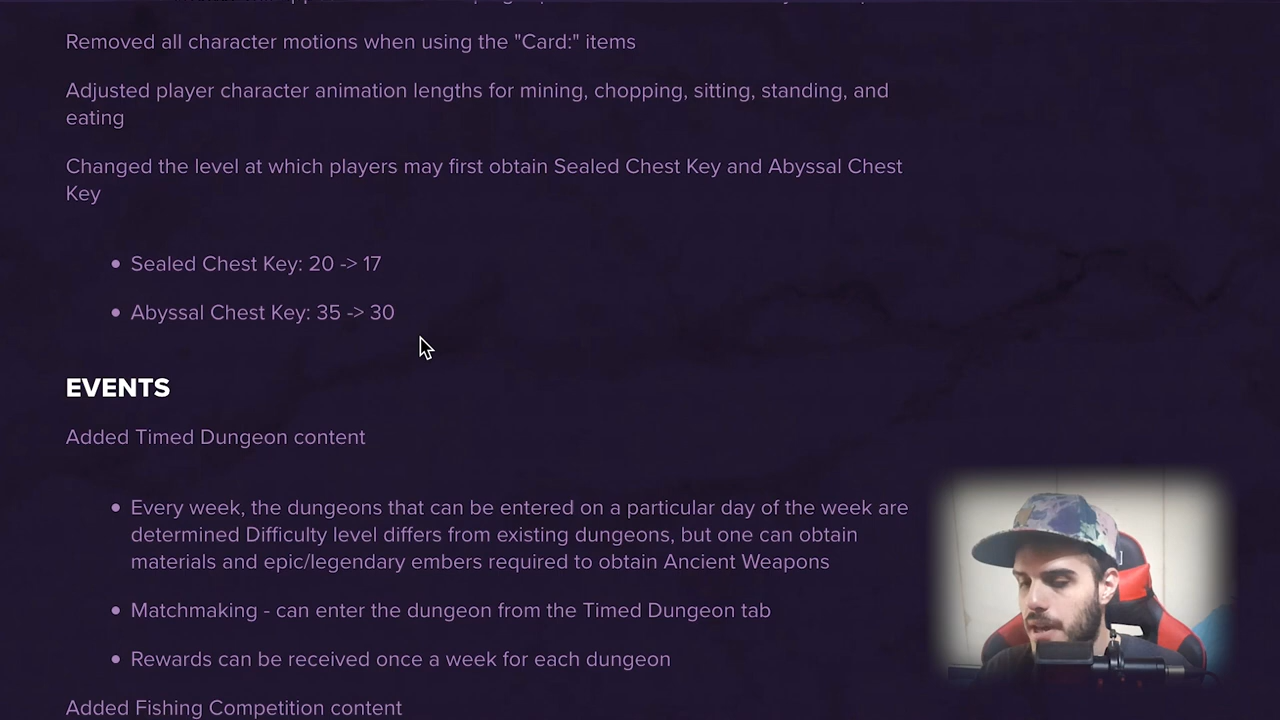 Removed all character motions when using the "Card:" items
Adjusted player character animation lengths for mining, chopping, sitting, standing, and
eating
Changed the level at which players may first obtain Sealed Chest Key and Abyssal Chest
Key
• Sealed Chest Key: 20 -> 17
• Abyssal Chest Key: 35 -> 30
EVENTS
Added Timed Dungeon content
• Every week, the dungeons that can be entered on a particular day of the week are
determined Difficulty level differs from existing dungeons, but one can obtain
materials and epic/legendary embers required to obtain Ancient Weapons
• Matchmaking - can enter the dungeon from the Timed Dungeon tab
• Rewards can be received once a week for each dungeon
Added Fishing Competition content